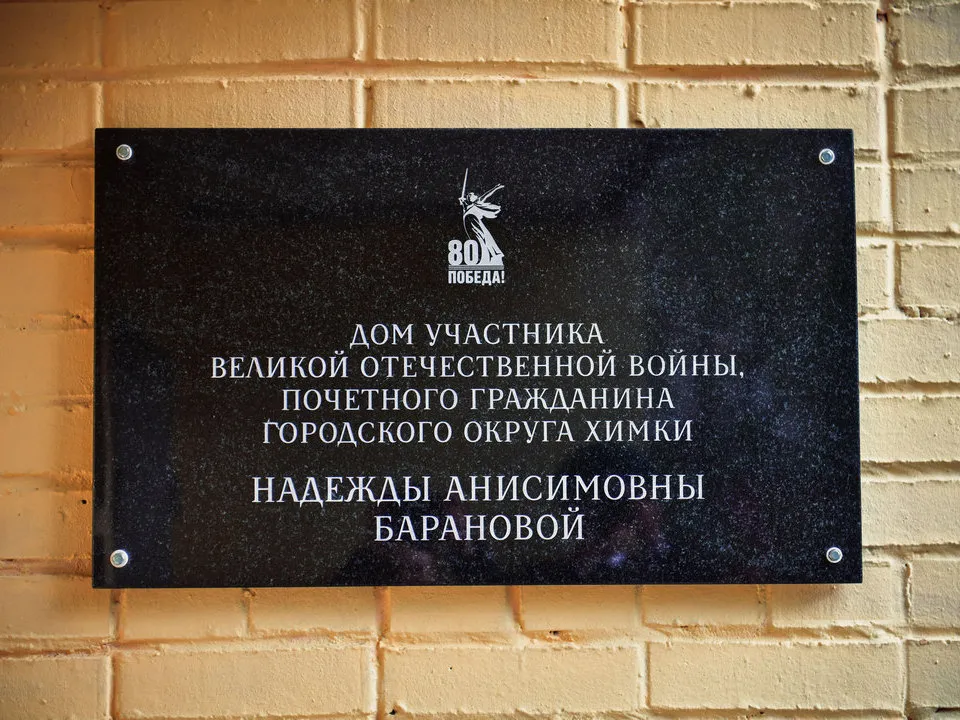 80
ПОБЕДА!
ДОМ УЧАСТНИКА
ВЕЛИКОЙ ОТЕЧЕСТВЕННОЙ ВОЙНЫ,
ПОЧЕТНОГО ГРАЖДАНИНА
ГОРОДСКОГО ОКРУГА ХИМКИ
НАДЕЖДЫ АНИСИМОВНЫ
БАРАНОВОЙ